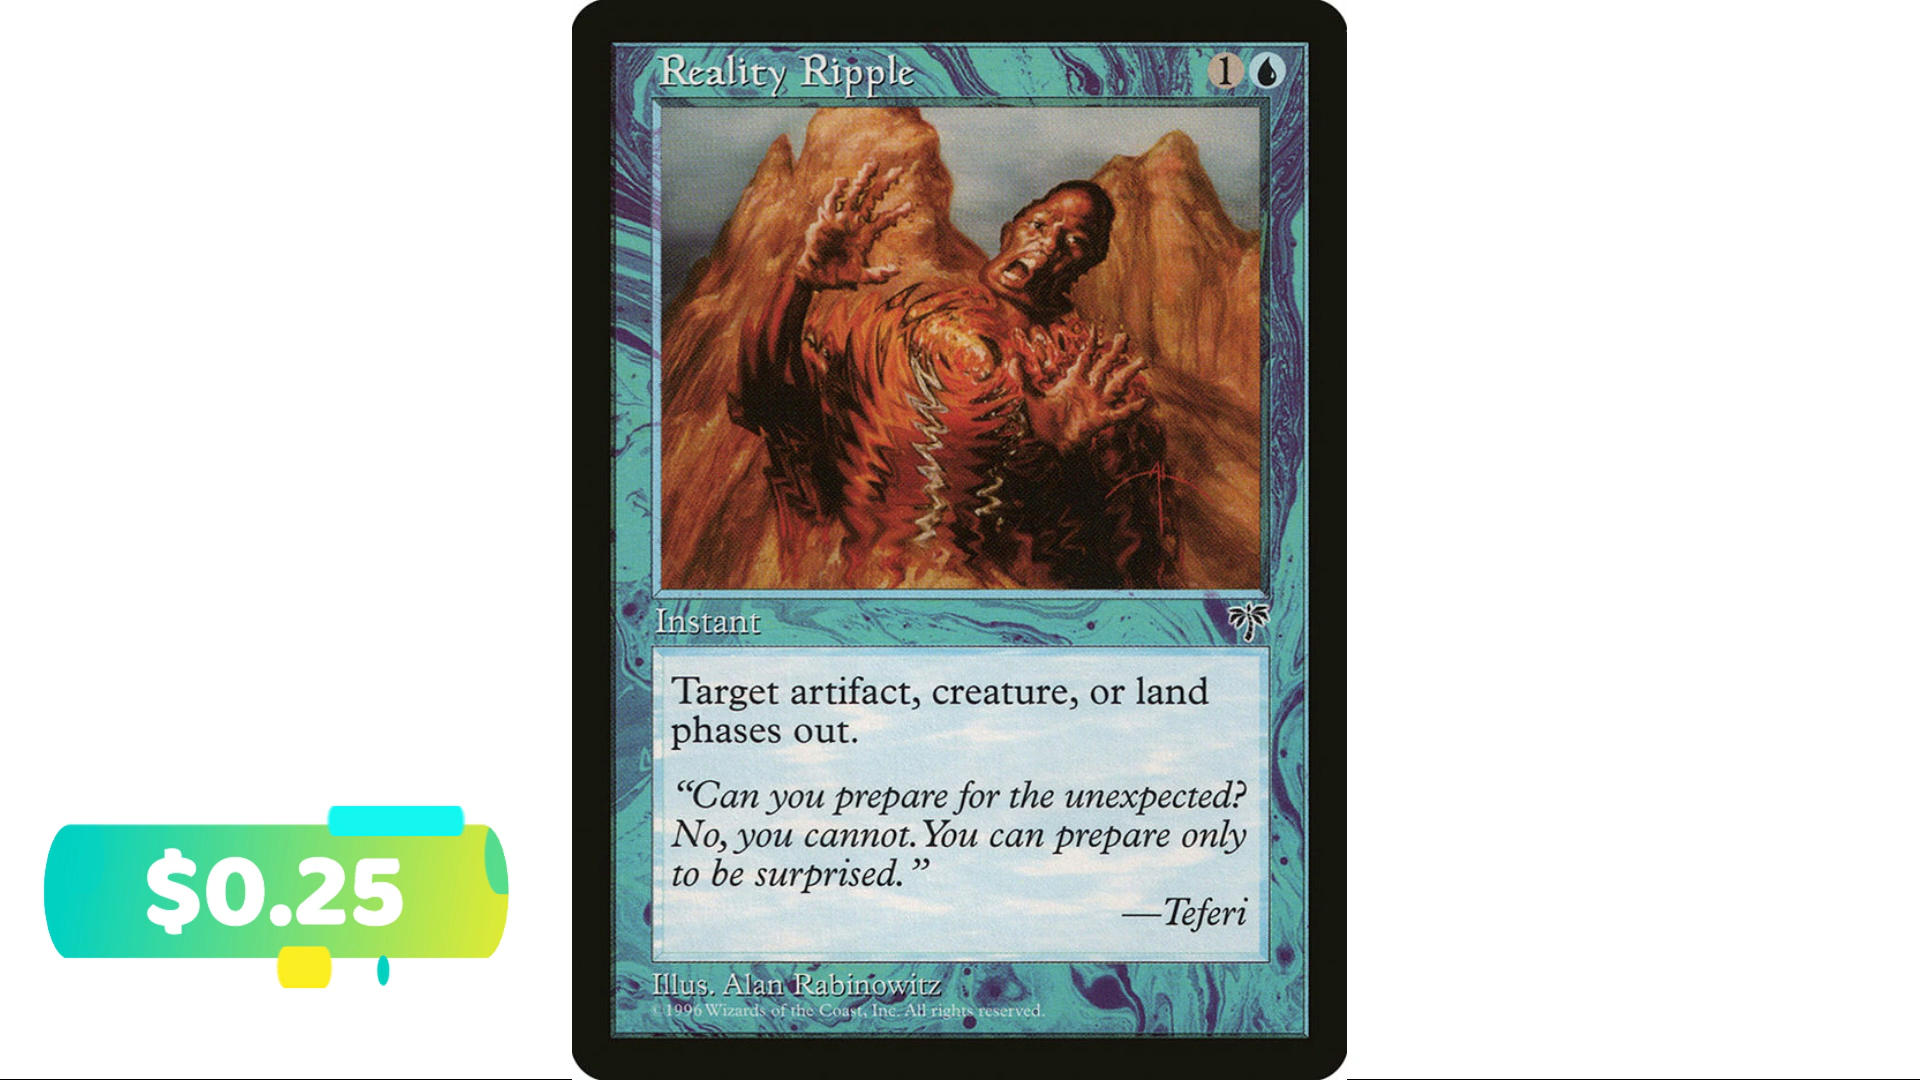 Reality Ripple
1
Instant
Target artifact, creature, or land
phases out.
“Can you prepare for the unexpected?
No, you cannot. You can prepare only
to be surprised.”
—Teferi
Illus. Alan Rabinowitz
©1996 Wizards of the Coast, Inc. All rights reserved.
$0.25